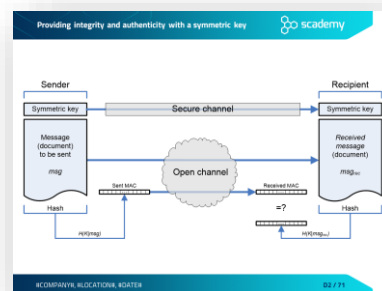 Providing integrity and authenticity with a symmetric key
scademy
Sender
Recipient
Symmetric key
Secure channel
Symmetric key
Message
(document)
to be sent
msg
Open channel
Received
message
(document)
msg_rec
Sent MAC
Received MAC
=?
Hash
Hash
H(K|msg)
H(K|msg_rec)
#COMPANY#, #LOCATION#, #DATE#
D2 / 71